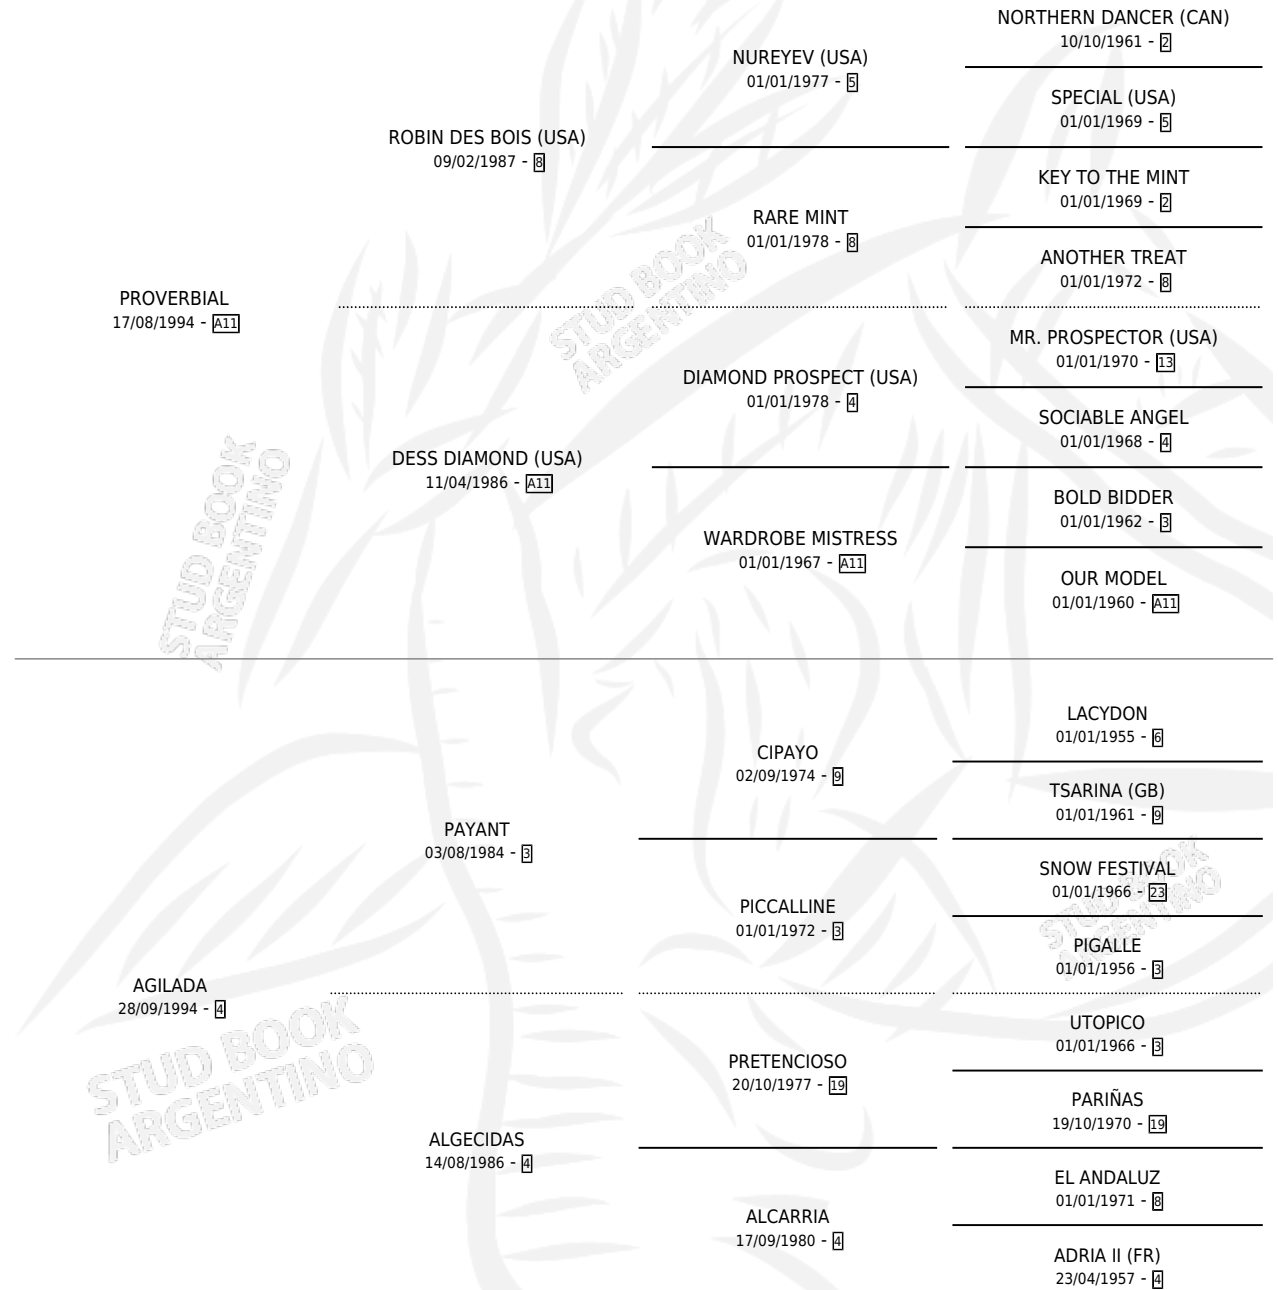 NORTHERN DANCER (CAN)
10/10/1961 - 2
NUREYEV (USA)
01/01/1977 - 5
SPECIAL (USA)
01/01/1969 - 5
ROBIN DES BOIS (USA)
09/02/1987 - 8
KEY TO THE MINT
01/01/1969 - 2
RARE MINT
01/01/1978 - 8
ANOTHER TREAT
01/01/1972 - 8
PROVERBIAL
17/08/1994 - A11
MR. PROSPECTOR (USA)
01/01/1970 - 13
DIAMOND PROSPECT (USA)
01/01/1978 - 4
SOCIABLE ANGEL
01/01/1968 - 4
DESS DIAMOND (USA)
11/04/1986 - A11
BOLD BIDDER
01/01/1962 - 3
WARDROBE MISTRESS
01/01/1967 - A11
OUR MODEL
01/01/1960 - A11
LACYDON
01/01/1955 - 6
CIPAYO
02/09/1974 - 9
TSARINA (GB)
01/01/1961 - 9
PAYANT
03/08/1984 - 3
SNOW FESTIVAL
01/01/1966 - 23
PICCALLINE
01/01/1972 - 3
PIGALLE
01/01/1956 - 3
AGILADA
28/09/1994 - 4
UTOPICO
01/01/1966 - 3
PRETENCIOSO
20/10/1977 - 19
PARIÑAS
19/10/1970 - 19
ALGECIDAS
14/08/1986 - 4
EL ANDALUZ
01/01/1971 - 8
ALCARRIA
17/09/1980 - 4
ADRIA II (FR)
23/04/1957 - 4
STUD BOOK
ARGENTINO
STUD BOOK
ARGENTINO
STUD BOOK
ARGENTINO
STUD BOOK
ARGENTINO